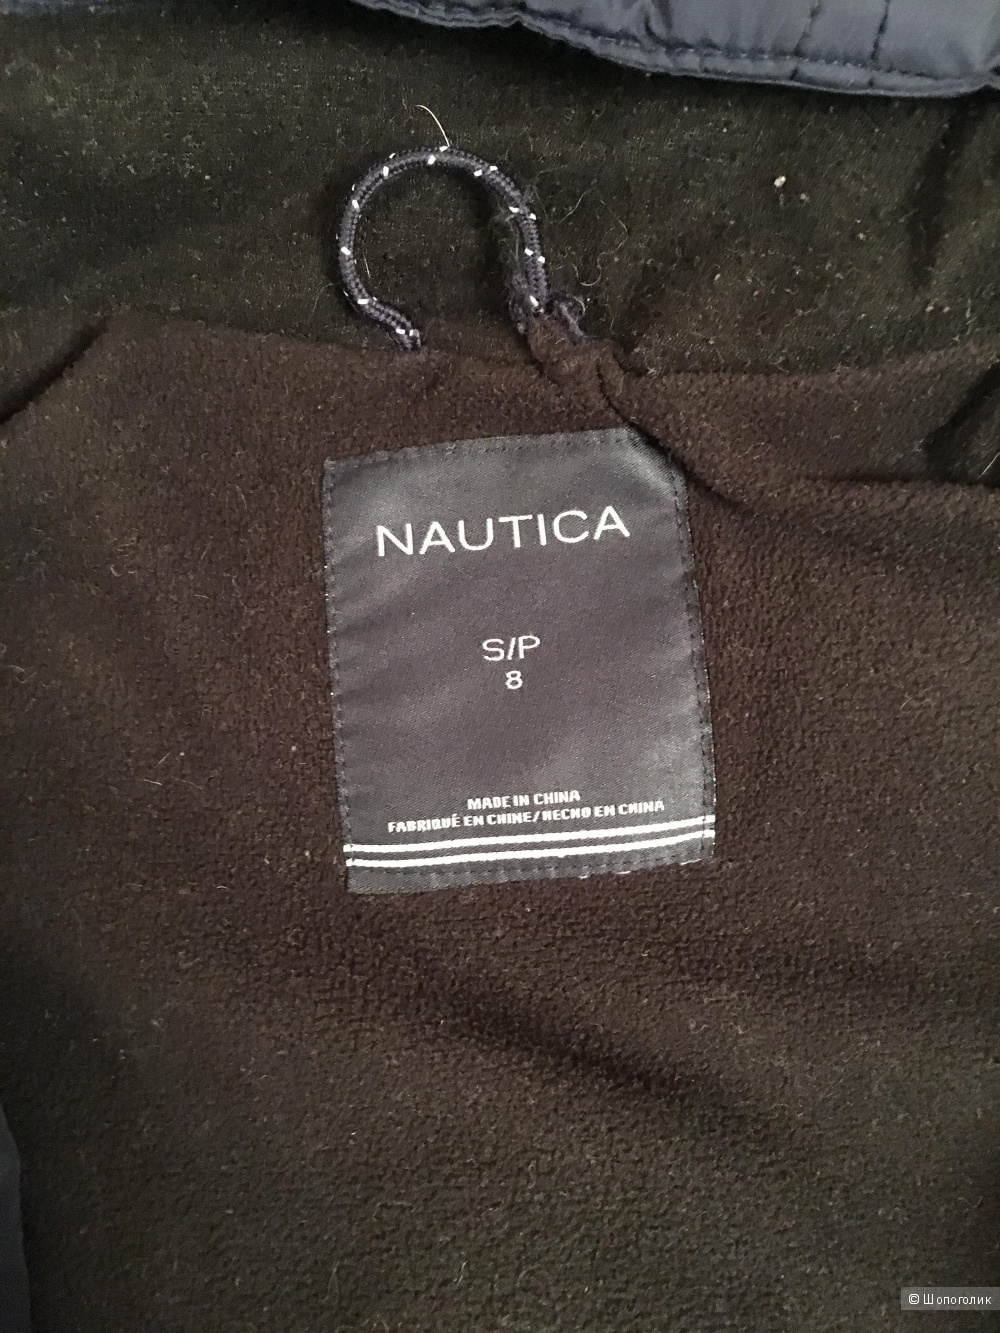 NAUTICA
S/P
8
MADE IN CHINA
FABRIQUÉ EN CHINE/HECHO EN CHINA
© Шопоголик